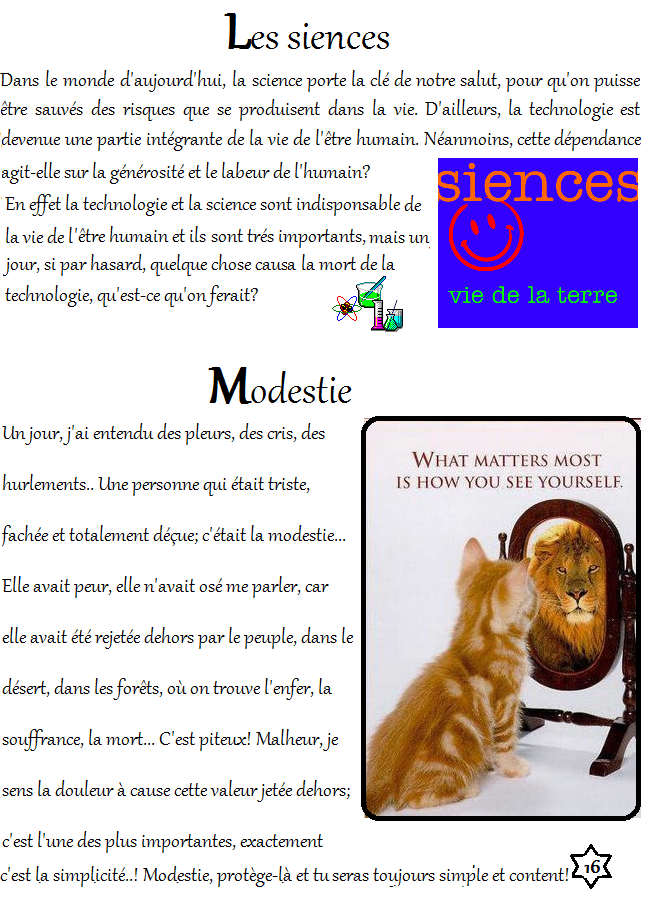 Les siences
Dans le monde d'aujourd'hui, la science porte la clé de notre salut, pour qu'on puisse
être sauvés des risques que se produisent dans la vie. D'ailleurs, la technologie est
devenue une partie intégrante de la vie de l'être humain. Néanmoins, cette dépendance
agit-elle sur la générosité et le labeur de l'humain?
En effet la technologie et la science sont indisponsable de
la vie de l'être humain et ils sont trés importants, mais un
jour, si par hasard, quelque chose causa la mort de la
technologie, qu'est-ce qu'on ferait?
siences
vie de la terre
Modestie
Un jour, j'ai entendu des pleurs, des cris, des
hurlements.. Une personne qui était triste,
fachée et totalement déçue; c'était la modestie...
Elle avait peur, elle n'avait osé me parler, car
elle avait été rejetée dehors par le peuple, dans le
désert, dans les forêts, où on trouve l'enfer, la
souffrance, la mort... C'est piteux! Malheur, je
sens la douleur à cause cette valeur jetée dehors;
c'est l'une des plus importantes, exactement
c'est la simplicité..! Modestie, protège-là et tu seras toujours simple et content!
WHAT MATTERS MOST
IS HOW YOU SEE YOURSELF.
16